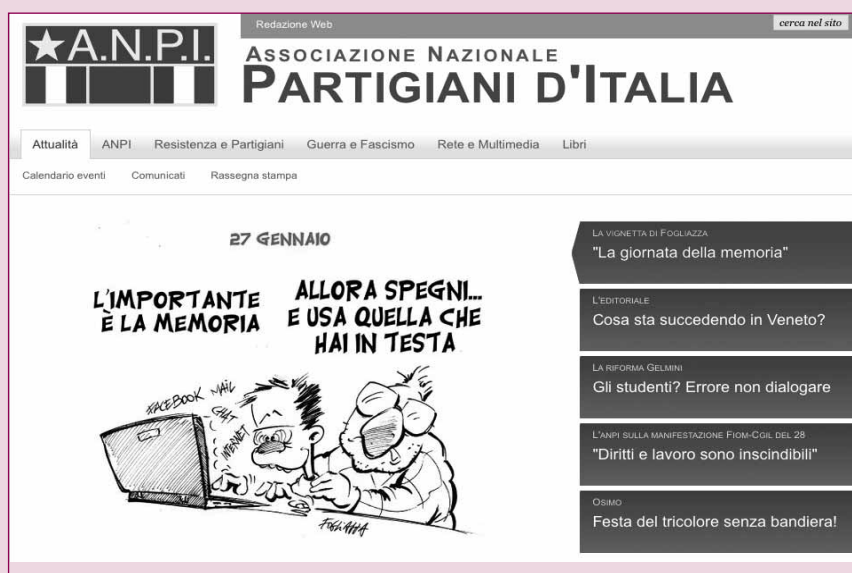 Redazione Web
cerca nel sito
★A.N.P.I.
Associazione Nazionale
Partigiani d'Italia
Attualità ANPI Resistenza e Partigiani Guerra e Fascismo Rete e Multimedia Libri
Calendario eventi Comunicati Rassegna stampa
27 GENNAIO
L'IMPORTANTE
È LA MEMORIA
ALLORA SPEGNI...
E USA QUELLA CHE
HAI IN TESTA
FACEBOOK
MAIL
CHAT
INTERNET
FOGLIAZZA
La vignetta di Fogliazza
"La giornata della memoria"
L'editoriale
Cosa sta succedendo in Veneto?
La riforma Gelmini
Gli studenti? Errore non dialogare
L'anpi sulla manifestazione Fiom-Cgil del 28
"Diritti e lavoro sono inscindibili"
Osimo
Festa del tricolore senza bandiera!